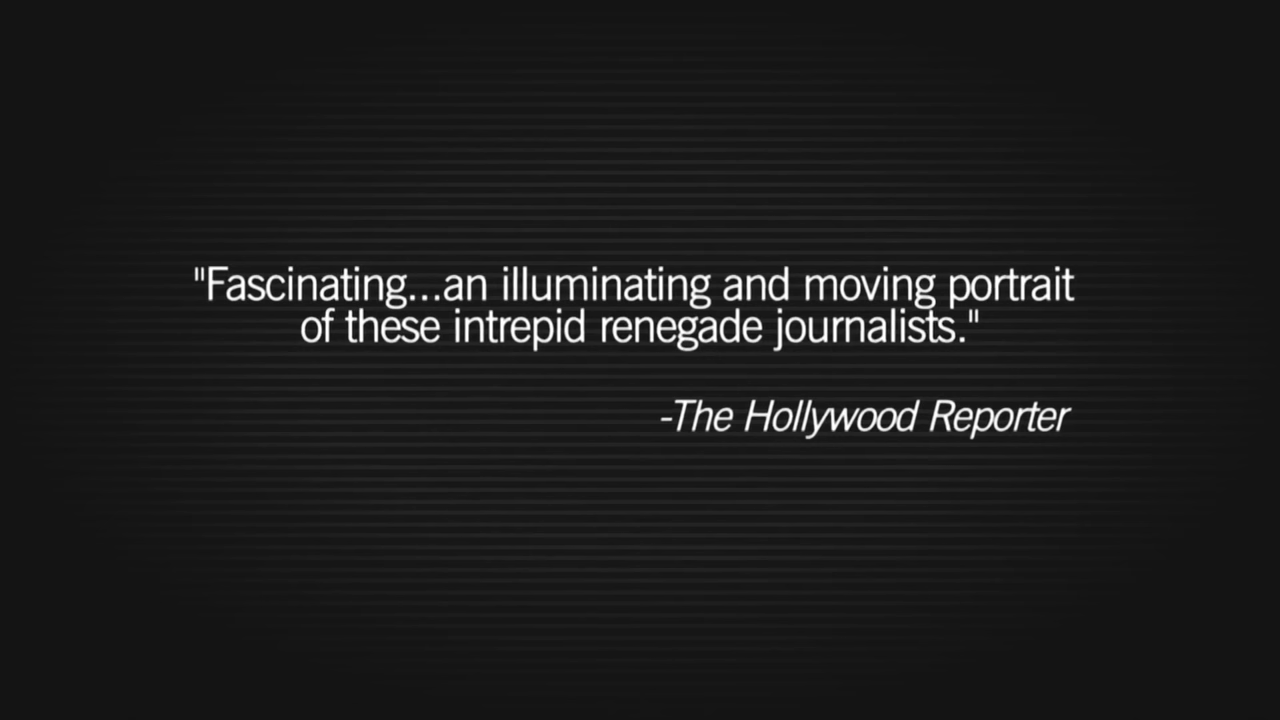 "Fascinating...an illuminating and moving portrait
of these intrepid renegade journalists."
-The Hollywood Reporter